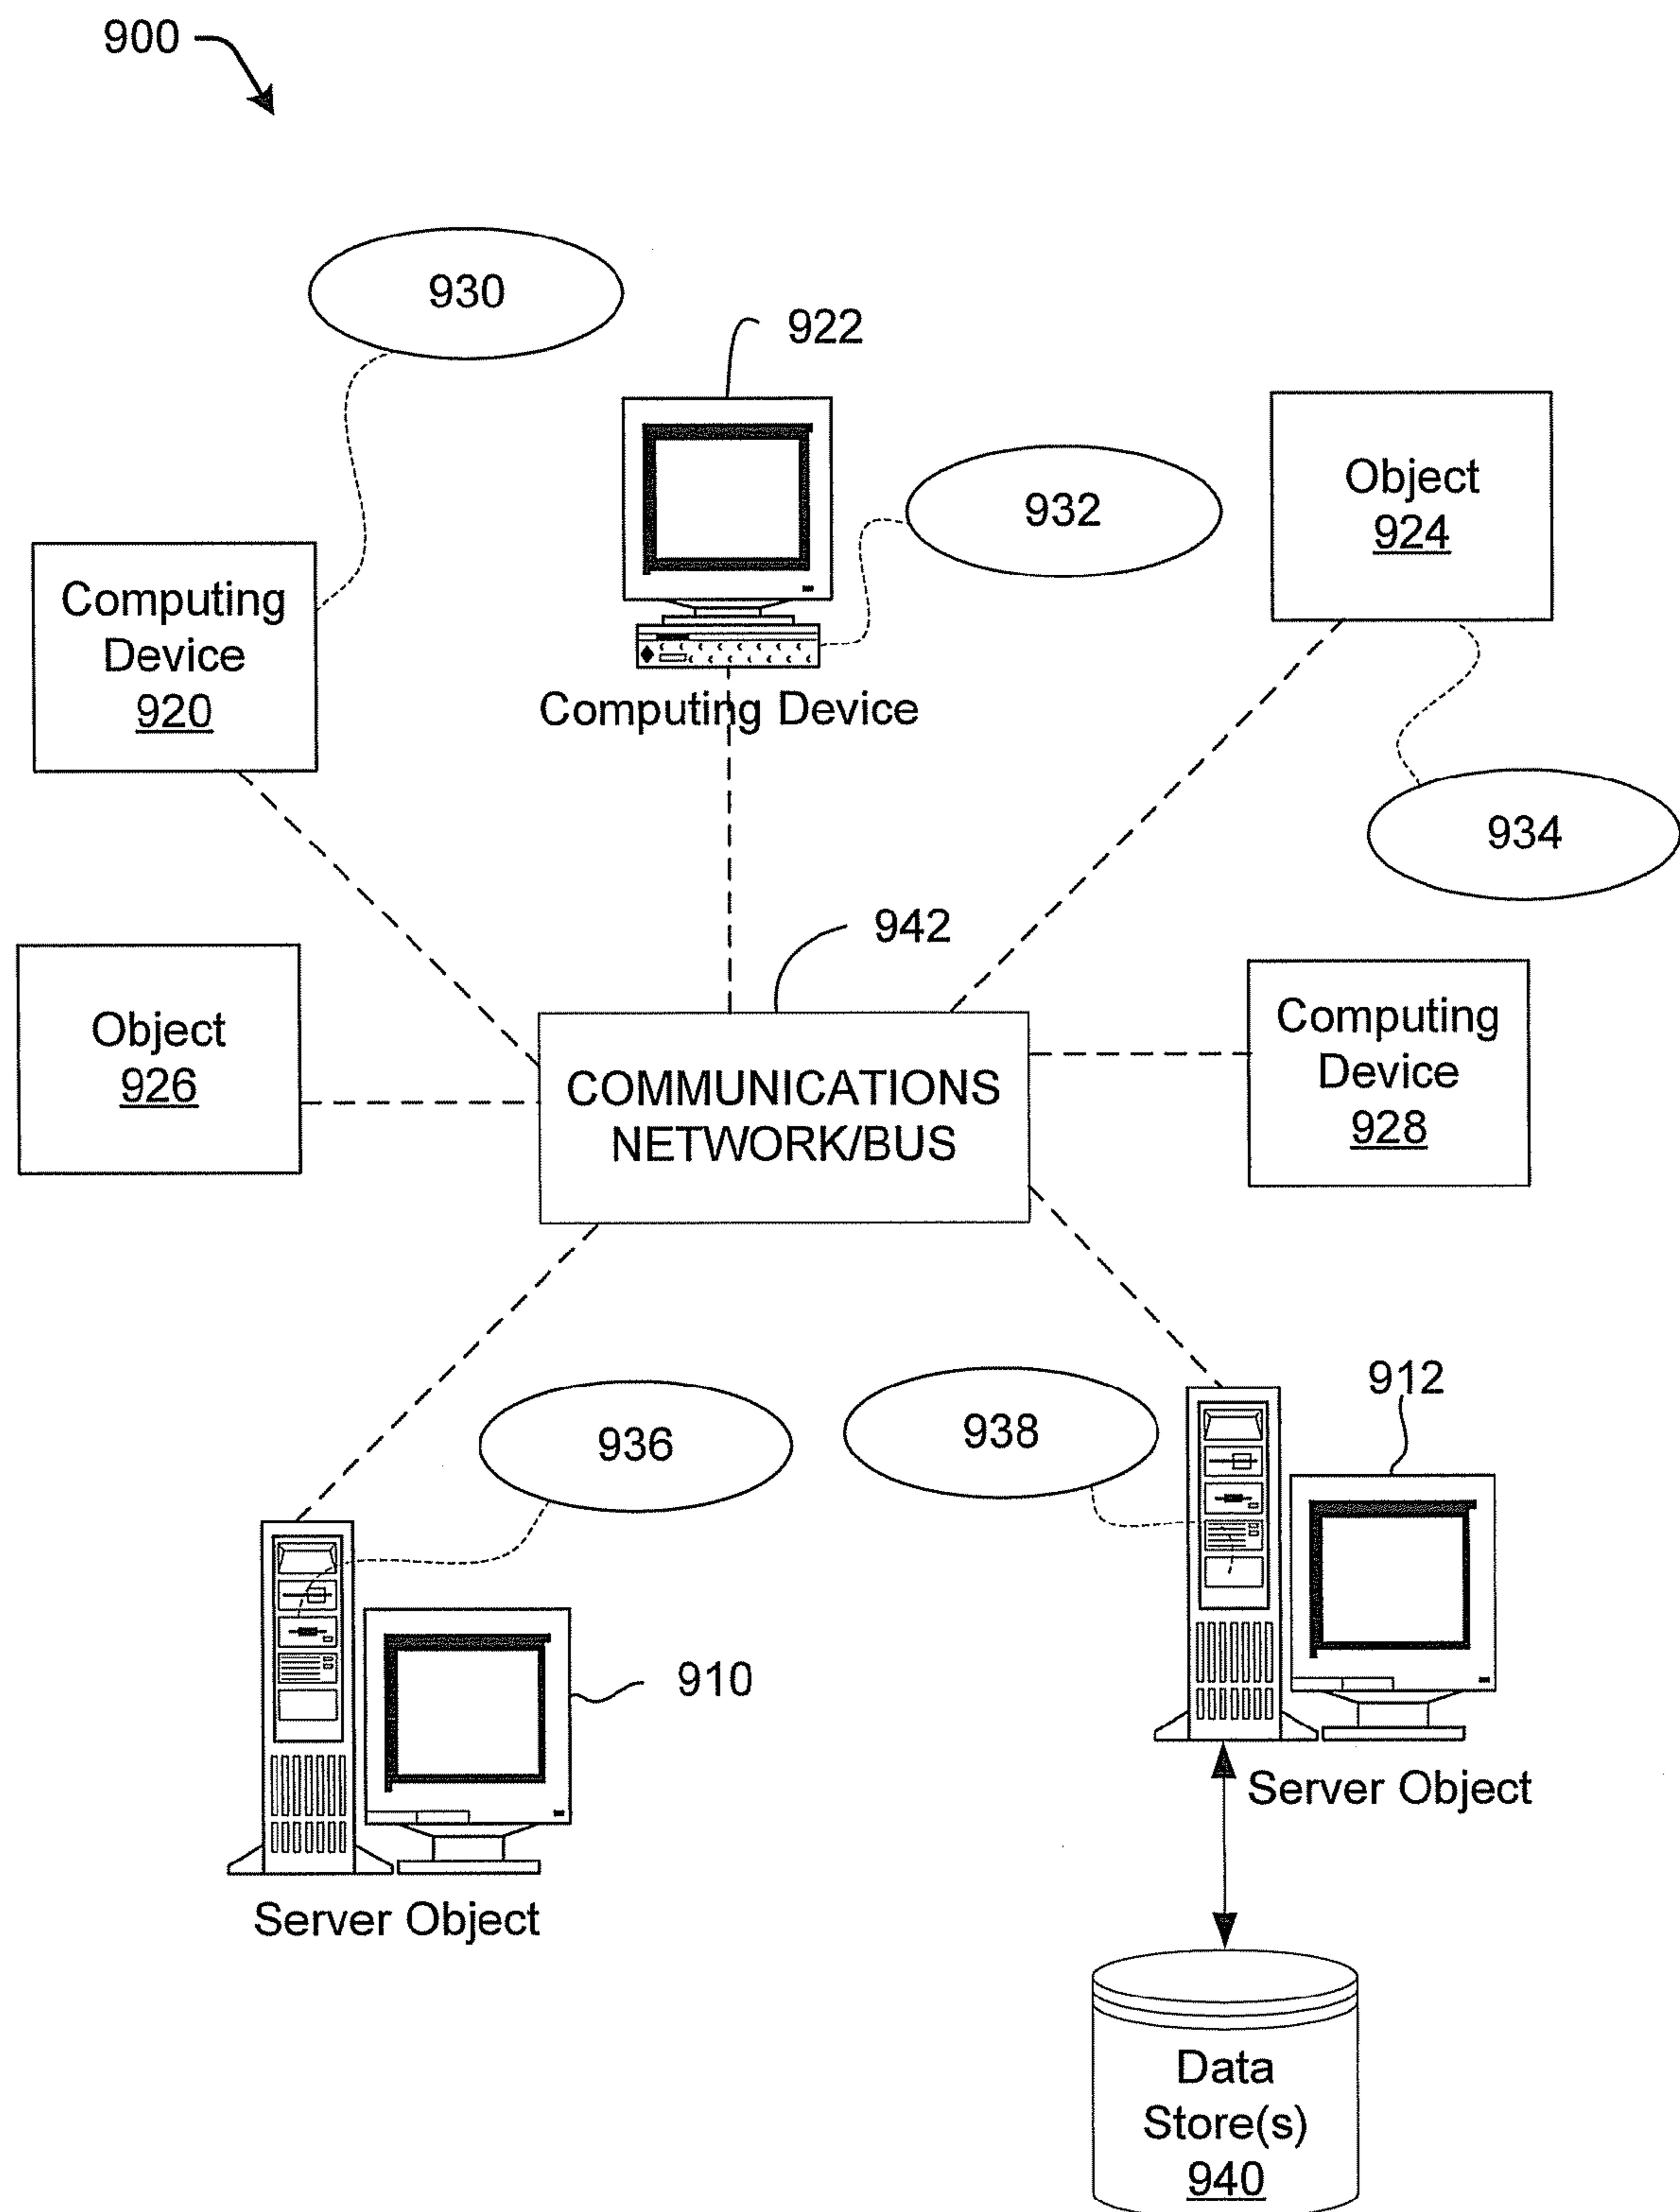 900
930
922
932
Object
924
Computing
Device
920
Computing Device
934
942
Object
926
COMMUNICATIONS
NETWORK/BUS
Computing
Device
928
936
938
912
910
Server Object
Server Object
Data
Store(s)
940